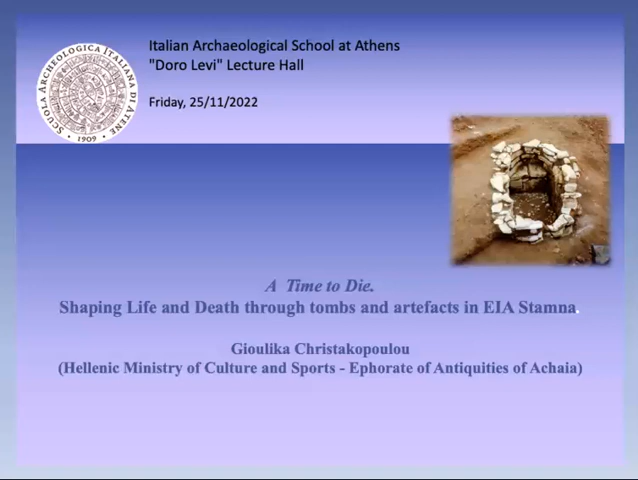 SCUOLA ARCHEOLOGICA ITALIANA DI ATENE
• 1909 •
Italian Archaeological School at Athens
"Doro Levi" Lecture Hall
Friday, 25/11/2022
A Time to Die.
Shaping Life and Death through tombs and artefacts in EIA Stamna.
Gioulika Christakopoulou
(Hellenic Ministry of Culture and Sports - Ephorate of Antiquities of Achaia)